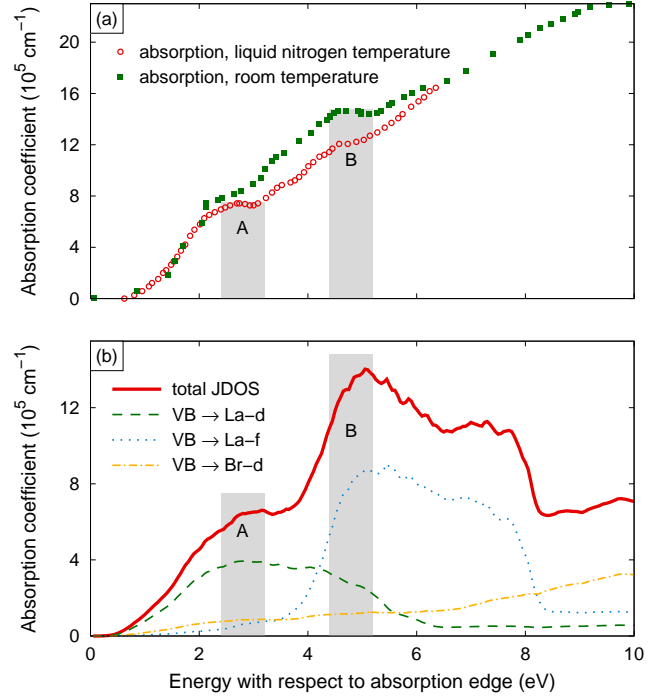 (a)
absorption, liquid nitrogen temperature
absorption, room temperature
Absorption coefficient (10⁵ cm⁻¹)
20
16
12
8
4
0
A
B
(b)
total JDOS
VB → La−d
VB → La−f
VB → Br−d
Absorption coefficient (10⁵ cm⁻¹)
12
8
4
0
A
B
0 2 4 6 8 10
Energy with respect to absorption edge (eV)